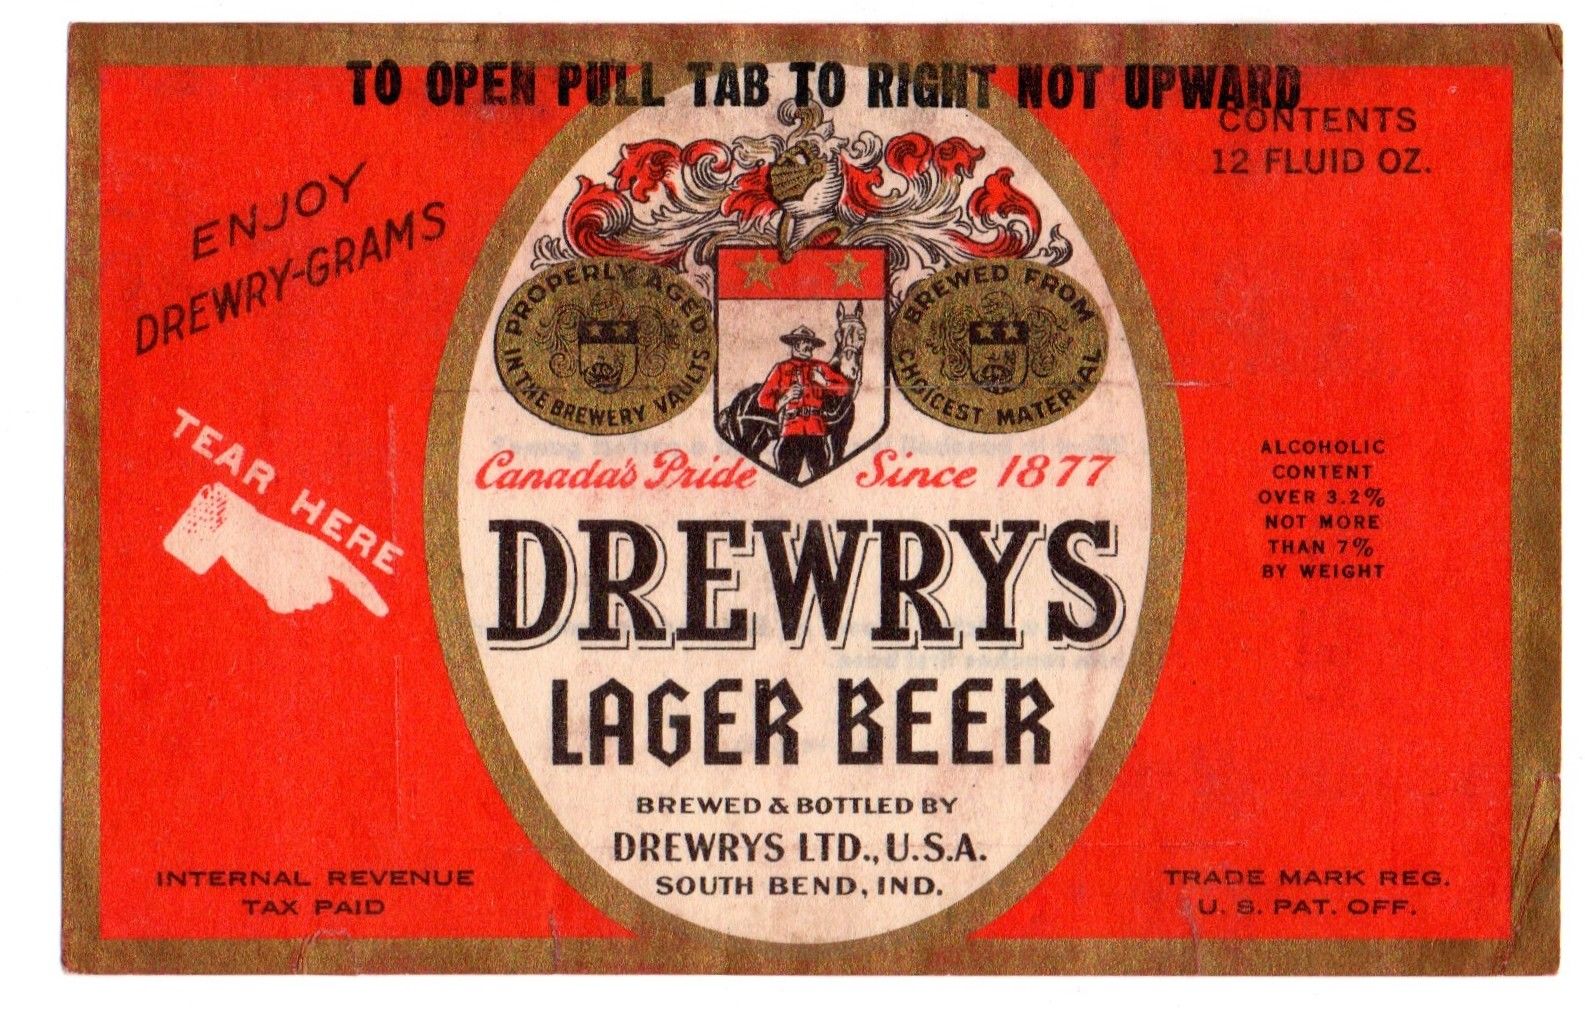 TO OPEN PULL TAB TO RIGHT NOT UPWARD
CONTENTS
12 FLUID OZ.
ENJOY
DREWRY-GRAMS
PROPERLY AGED
IN THE BREWERY VAULTS
BREWED FROM
CHOICEST MATERIAL
TEAR HERE
Canada's Pride Since 1877
ALCOHOLIC
CONTENT
OVER 3.2%
NOT MORE
THAN 7%
BY WEIGHT
DREWRYS
LAGER BEER
BREWED & BOTTLED BY
DREWRYS LTD., U.S.A.
SOUTH BEND, IND.
INTERNAL REVENUE
TAX PAID
TRADE MARK REG.
U. S. PAT. OFF.